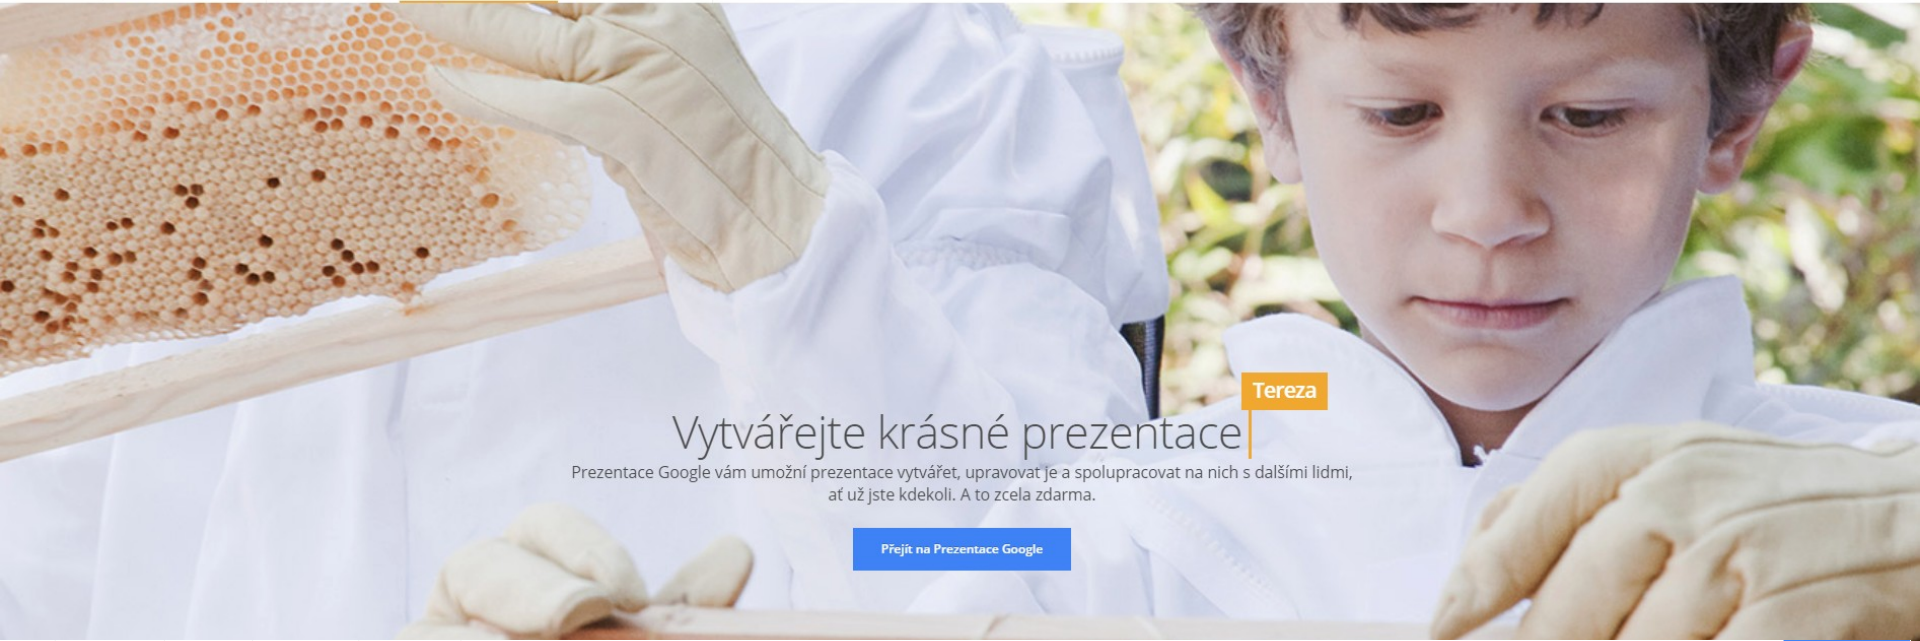 Tereza
Vytvářejte krásné prezentace
Prezentace Google vám umožní prezentace vytvářet, upravovat je a spolupracovat na nich s dalšími lidmi,
ať už jste kdekoli. A to zcela zdarma.
Přejít na Prezentace Google